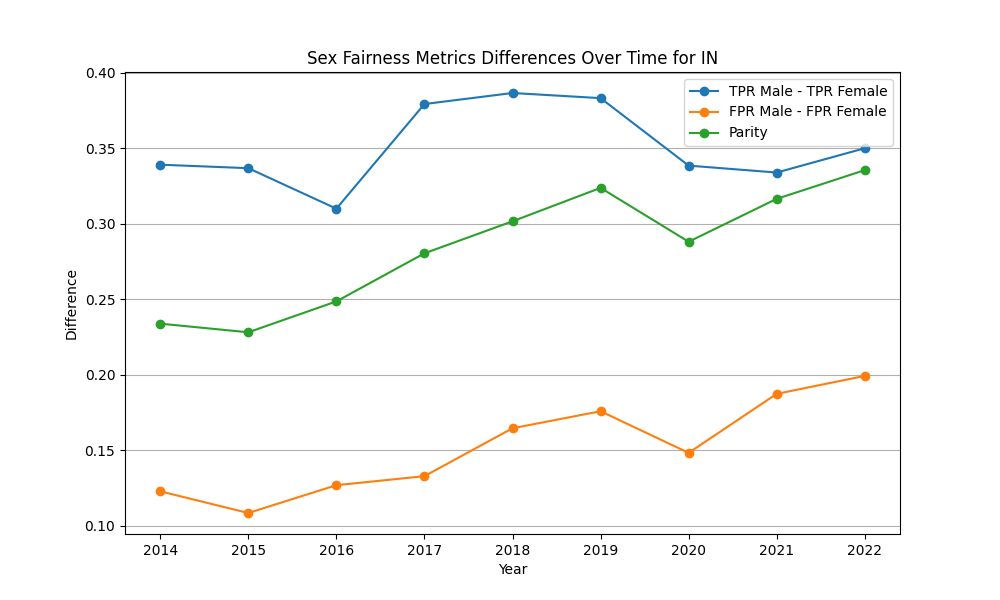 Sex Fairness Metrics Differences Over Time for IN
TPR Male - TPR Female
FPR Male - FPR Female
Parity
0.40
0.35
0.30
0.25
0.20
0.15
0.10
Difference
2014 2015 2016 2017 2018 2019 2020 2021 2022
Year